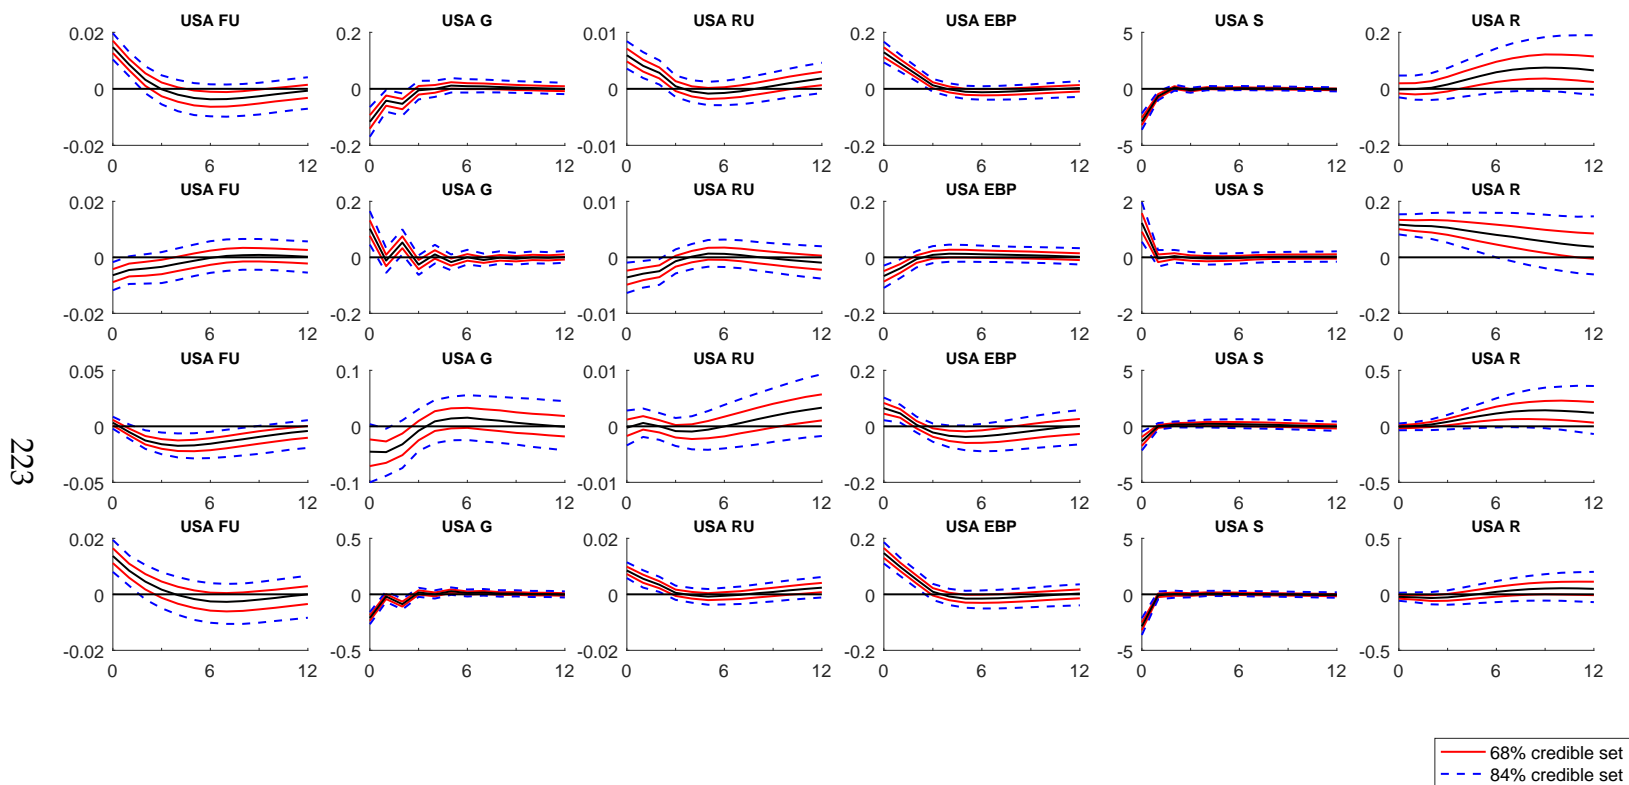 USA FU USA G USA RU USA EBP USA S USA R
0.02 0.2 0.01 0.2 5 0.2
0 0 0 0 0 0
-0.02 -0.2 -0.01 -0.2 -5 -0.2
0 6 12 0 6 12 0 6 12 0 6 12 0 6 12 0 6 12
USA FU USA G USA RU USA EBP USA S USA R
0.02 0.2 0.01 0.2 2 0.2
0 0 0 0 0 0
-0.02 -0.2 -0.01 -0.2 -2 -0.2
0 6 12 0 6 12 0 6 12 0 6 12 0 6 12 0 6 12
USA FU USA G USA RU USA EBP USA S USA R
0.05 0.1 0.01 0.2 5 0.5
0 0 0 0 0 0
-0.05 -0.1 -0.01 -0.2 -5 -0.5
0 6 12 0 6 12 0 6 12 0 6 12 0 6 12 0 6 12
USA FU USA G USA RU USA EBP USA S USA R
0.02 0.5 0.02 0.2 5 0.5
0 0 0 0 0 0
-0.02 -0.5 -0.02 -0.2 -5 -0.5
0 6 12 0 6 12 0 6 12 0 6 12 0 6 12 0 6 12
68% credible set
84% credible set
223